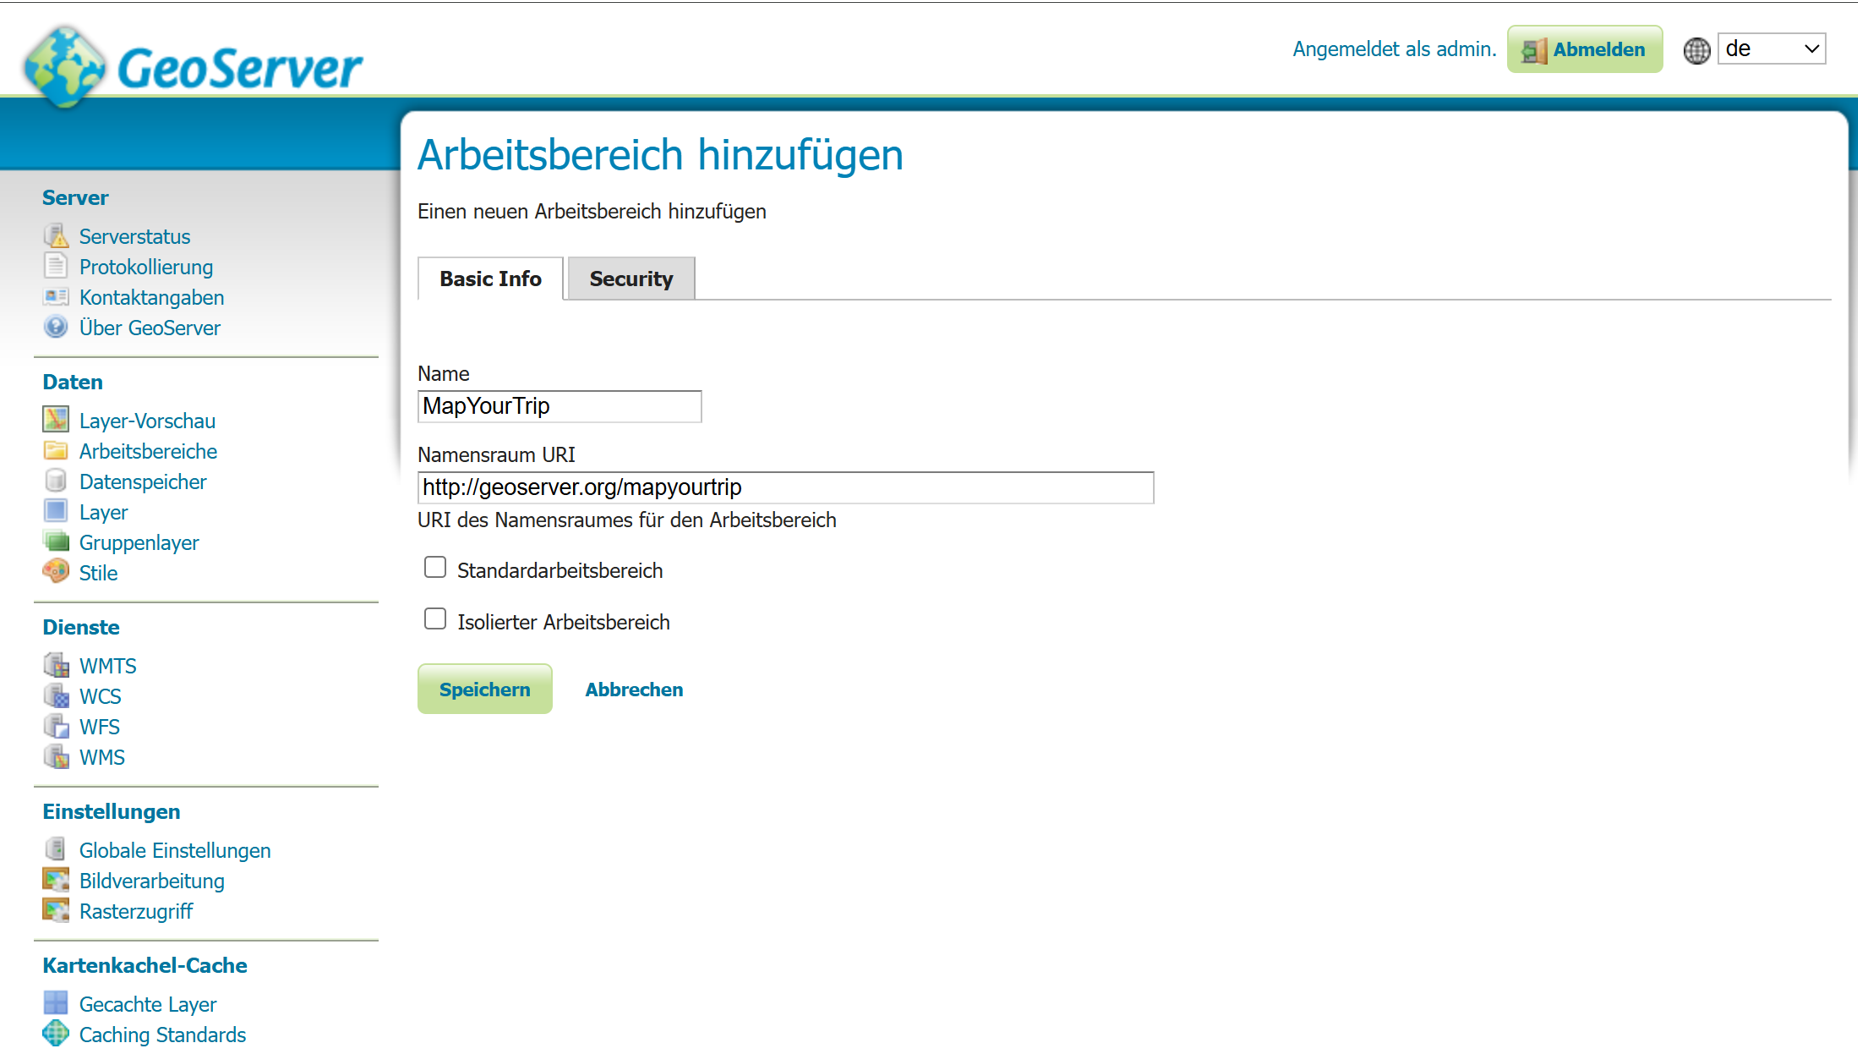 GeoServer
Angemeldet als admin. Abmelden de
Arbeitsbereich hinzufügen
Einen neuen Arbeitsbereich hinzufügen
Basic Info Security
Name
MapYourTrip
Namensraum URI
http://geoserver.org/mapyourtrip
URI des Namensraumes für den Arbeitsbereich
Standardarbeitsbereich
Isolierter Arbeitsbereich
Speichern Abbrechen
Server
Serverstatus
Protokollierung
Kontaktangaben
Über GeoServer
Daten
Layer-Vorschau
Arbeitsbereiche
Datenspeicher
Layer
Gruppenlayer
Stile
Dienste
WMTS
WCS
WFS
WMS
Einstellungen
Globale Einstellungen
Bildverarbeitung
Rasterzugriff
Kartenkachel-Cache
Gecachte Layer
Caching Standards